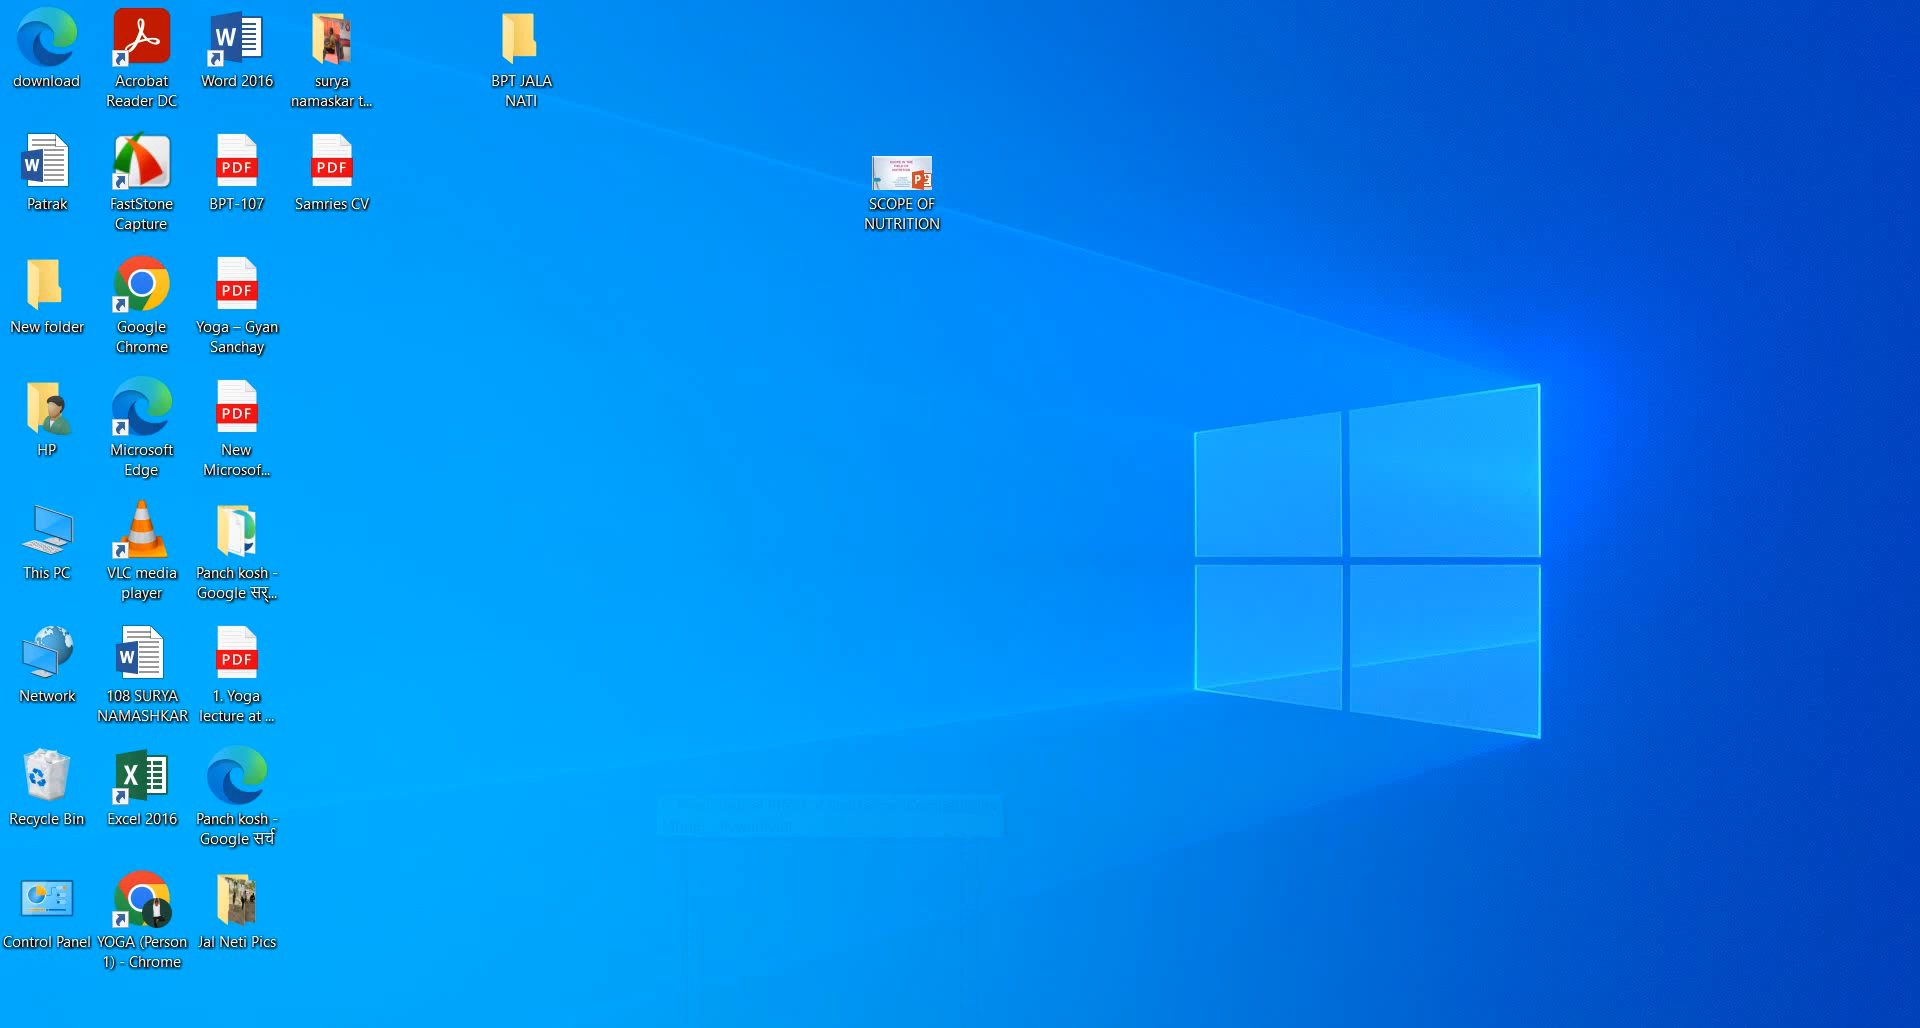 download
Acrobat
Reader DC
Word 2016
surya
namaskar t...
BPT JALA
NATI
Patrak
FastStone
Capture
BPT-107
Samries CV
SCOPE OF
NUTRITION
New folder
Google
Chrome
Yoga – Gyan
Sanchay
HP
Microsoft
Edge
New
Microsof...
This PC
VLC media
player
Panch kosh -
Google सर्...
Network
108 SURYA
NAMASHKAR
1. Yoga
lecture at ...
Recycle Bin
Excel 2016
Panch kosh -
Google सर्च
Control Panel
YOGA (Person
1) - Chrome
Jal Neti Pics